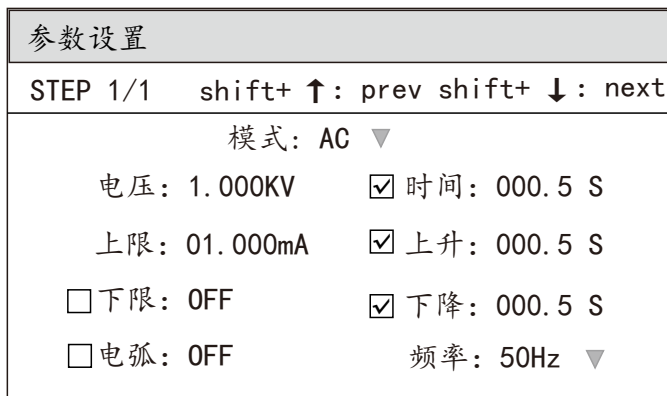 参数设置
STEP 1/1 shift+ ↑: prev shift+ ↓: next
模式: AC ▼
电压: 1.000KV ☑ 时间: 000.5 S
上限: 01.000mA ☑ 上升: 000.5 S
☐ 下限: OFF ☑ 下降: 000.5 S
☐ 电弧: OFF 频率: 50Hz ▼